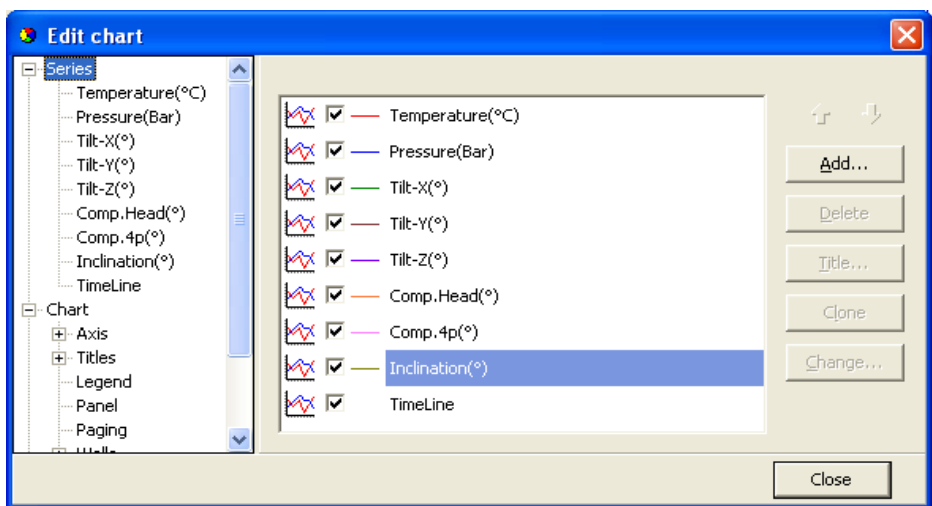 Edit chart
Series
Temperature(°C)
Pressure(Bar)
Tilt-X(°)
Tilt-Y(°)
Tilt-Z(°)
Comp.Head(°)
Comp.4p(°)
Inclination(°)
TimeLine
Chart
Axis
Titles
Legend
Panel
Paging
Temperature(°C)
Pressure(Bar)
Tilt-X(°)
Tilt-Y(°)
Tilt-Z(°)
Comp.Head(°)
Comp.4p(°)
Inclination(°)
TimeLine
Add...
Delete
Title...
Clone
Change...
Close